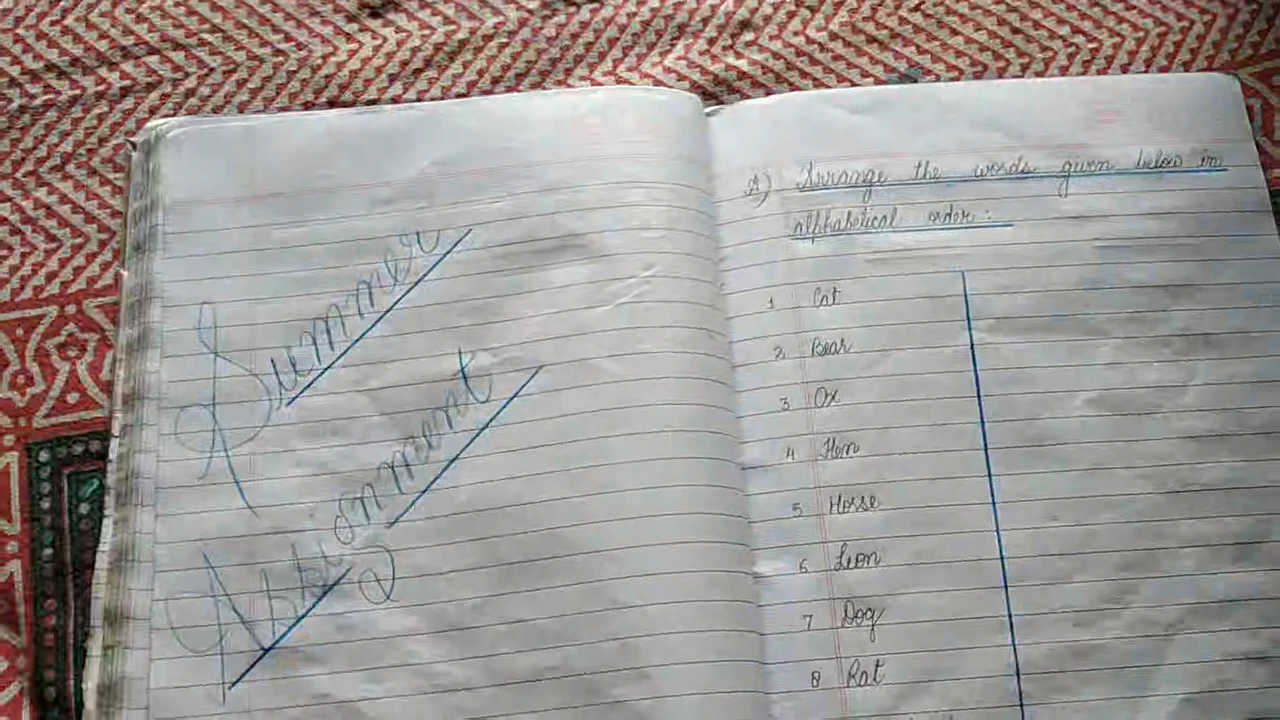 Summer
Assignment
A) Arrange the words given below in
alphabetical order :
1 Cat
2 Bear
3 Ox
4 Hen
5 Horse
6 Leon
7 Dog
8 Rat